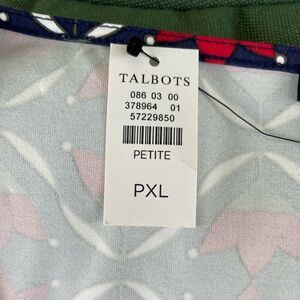 TALBOTS
086 03 00
378964 01
57229850
PETITE
PXL